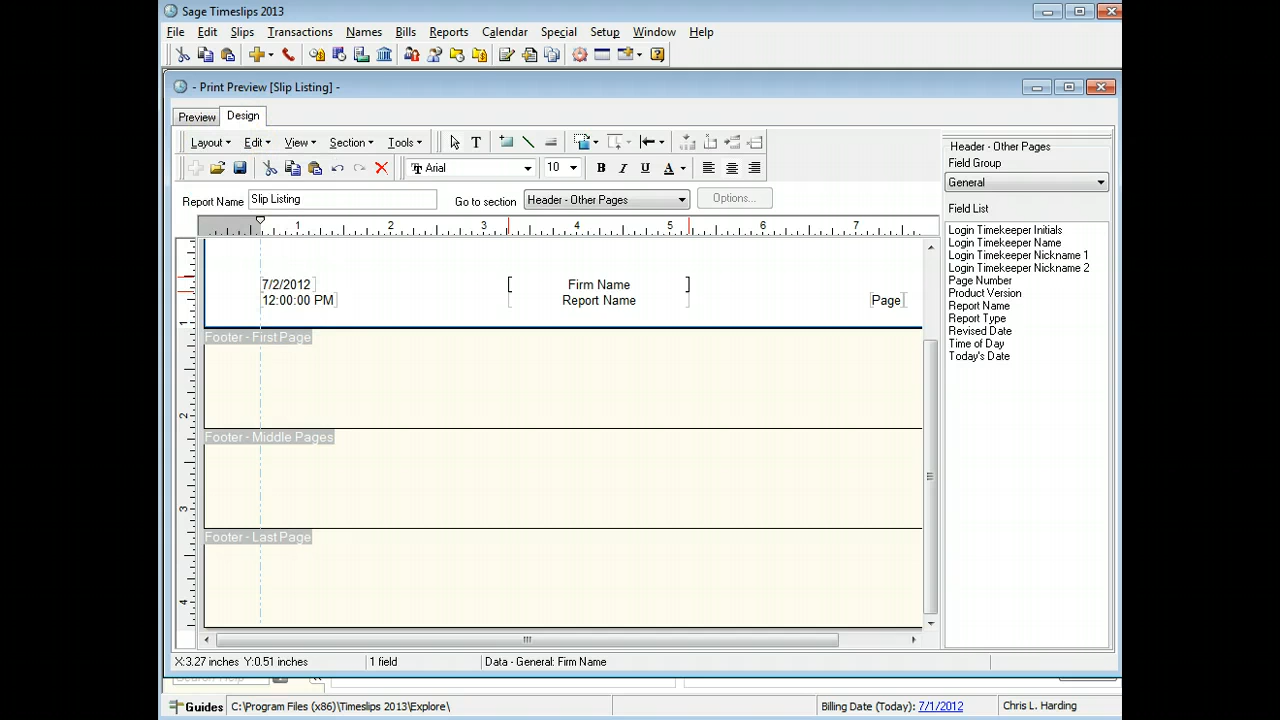 Sage Timeslips 2013
File Edit Slips Transactions Names Bills Reports Calendar Special Setup Window Help
- Print Preview [Slip Listing] -
Preview Design
Layout Edit View Section Tools
Arial 10 B I U A
Report Name Slip Listing Go to section Header - Other Pages Options...
1 2 3 4 5 6 7
7/2/2012 Firm Name
12:00:00 PM Report Name Page
1
Footer - First Page
2
Footer - Middle Pages
3
Footer - Last Page
4
Header - Other Pages
Field Group
General
Field List
Login Timekeeper Initials
Login Timekeeper Name
Login Timekeeper Nickname 1
Login Timekeeper Nickname 2
Page Number
Product Version
Report Name
Report Type
Revised Date
Time of Day
Today's Date
X:3.27 inches Y:0.51 inches 1 field Data - General: Firm Name
Search Help
Guides C:\Program Files (x86)\Timeslips 2013\Explore\ Billing Date (Today): 7/1/2012 Chris L. Harding